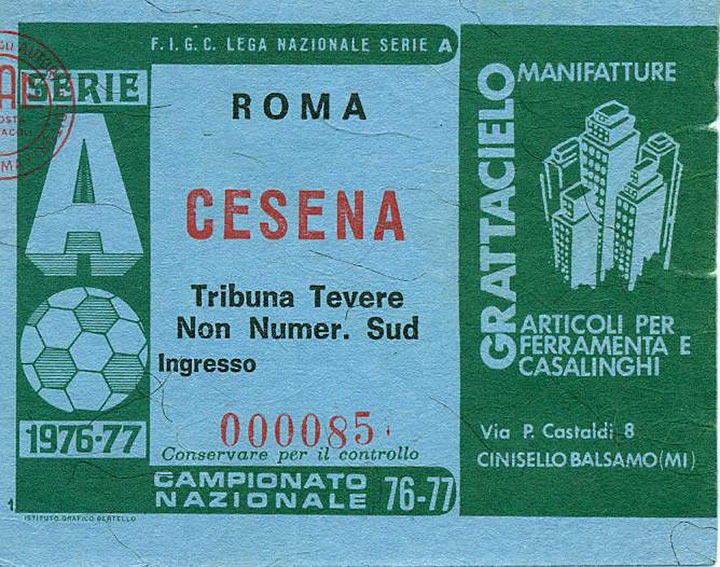 F.I.G.C. LEGA NAZIONALE SERIE A
SERIE
A
1976-77
ROMA
CESENA
Tribuna Tevere
Non Numer. Sud
Ingresso
000085
Conservare per il controllo
CAMPIONATO
NAZIONALE 76-77
1
ISTITUTO GRAFICO BERTELLO
GRATTACIELO
MANIFATTURE
ARTICOLI PER
FERRAMENTA E
CASALINGHI
Via P. Castaldi 8
CINISELLO BALSAMO (MI)